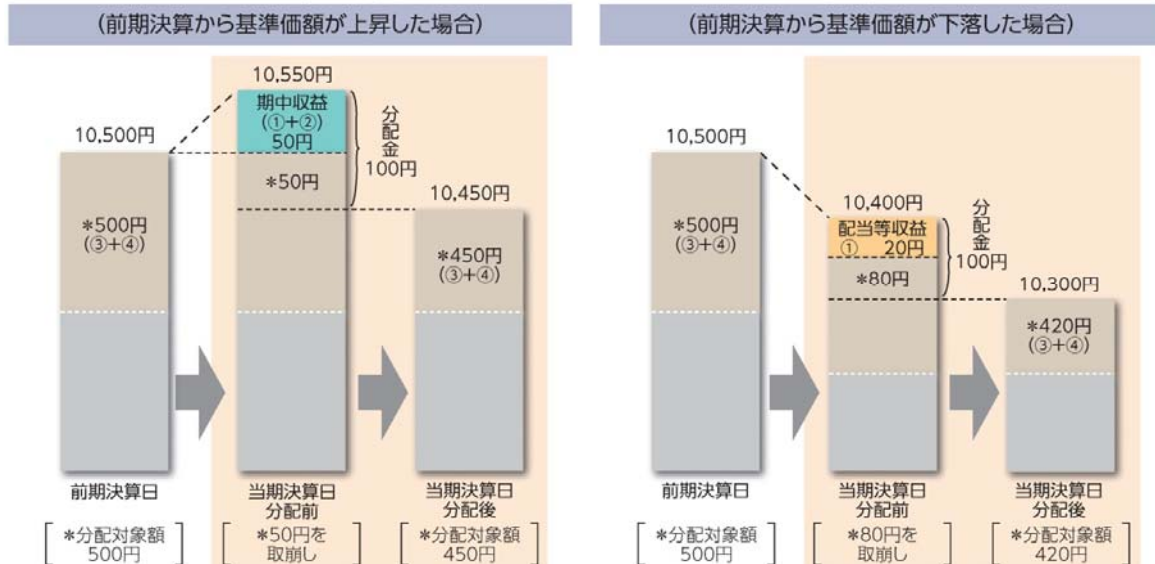 (前期決算から基準価額が上昇した場合)
10,500円
*500円
(③+④)
10,550円
期中収益
(①+②)
50円
*50円
分配金
100円
10,450円
*450円
(③+④)
前期決算日
当期決算日
分配前
当期決算日
分配後
*分配対象額
500円
*50円を
取崩し
*分配対象額
450円
(前期決算から基準価額が下落した場合)
10,500円
*500円
(③+④)
10,400円
配当等収益
① 20円
*80円
分配金
100円
10,300円
*420円
(③+④)
前期決算日
当期決算日
分配前
当期決算日
分配後
*分配対象額
500円
*80円を
取崩し
*分配対象額
420円